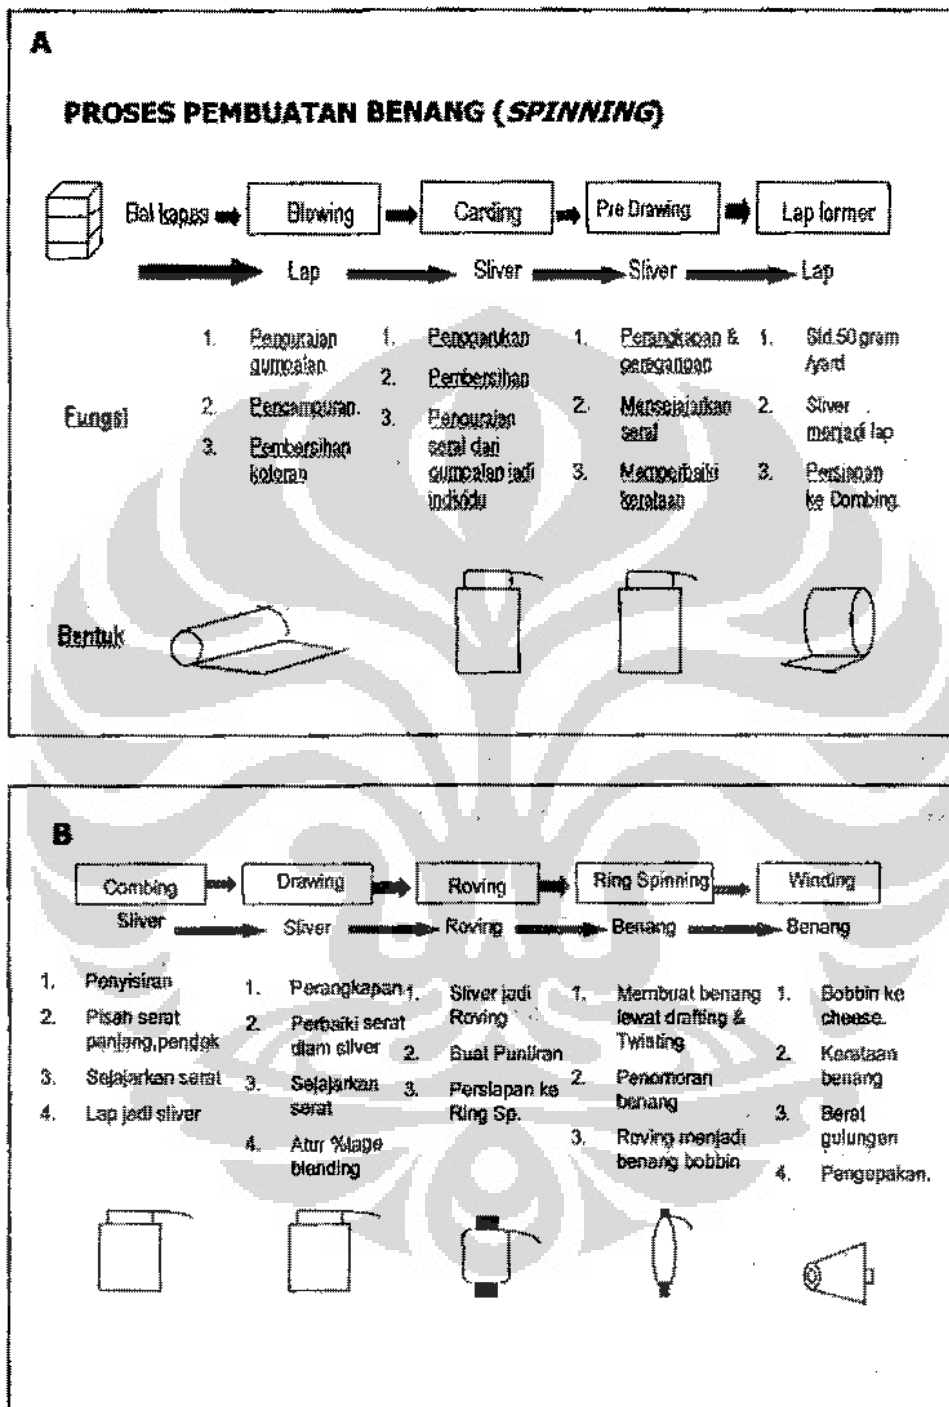 A
PROSES PEMBUATAN BENANG (SPINNING)
Bal kapas
Blowing
Carding
Pre Drawing
Lap former
Lap
Sliver
Sliver
Lap
Fungsi
1. Penguraian
gumpalan
2. Pencampuran.
3. Pembersihan
kotoran
1. Penggarukan
2. Pembersihan
3. Penguraian
serat dari
gumpalan jadi
individu
1. Perangkapan &
peregangan
2. Mensejajarkan
serat
3. Memperbaiki
kerataan
1. Std.50 gram
/yard
2. Sliver
menjadi lap
3. Persiapan
ke Combing.
Bentuk
B
Combing
Drawing
Roving
Ring Spinning
Winding
Sliver
Sliver
Roving
Benang
Benang
1. Penyisiran
2. Pisah serat
panjang,pendek
3. Sejajarkan serat
4. Lap jadi sliver
1. Perangkapan
2. Perbaiki serat
dlam sliver
3. Sejajarkan
serat
4. Atur %tage
blending
1. Sliver jadi
Roving
2. Buat Puntiran
3. Persiapan ke
Ring Sp.
1. Membuat benang
lewat drafting &
Twisting
2. Penomoran
benang
3. Roving menjadi
benang bobbin
1. Bobbin ke
cheese.
2. Kerataan
benang
3. Berat
gulungan
4. Pengepakan.